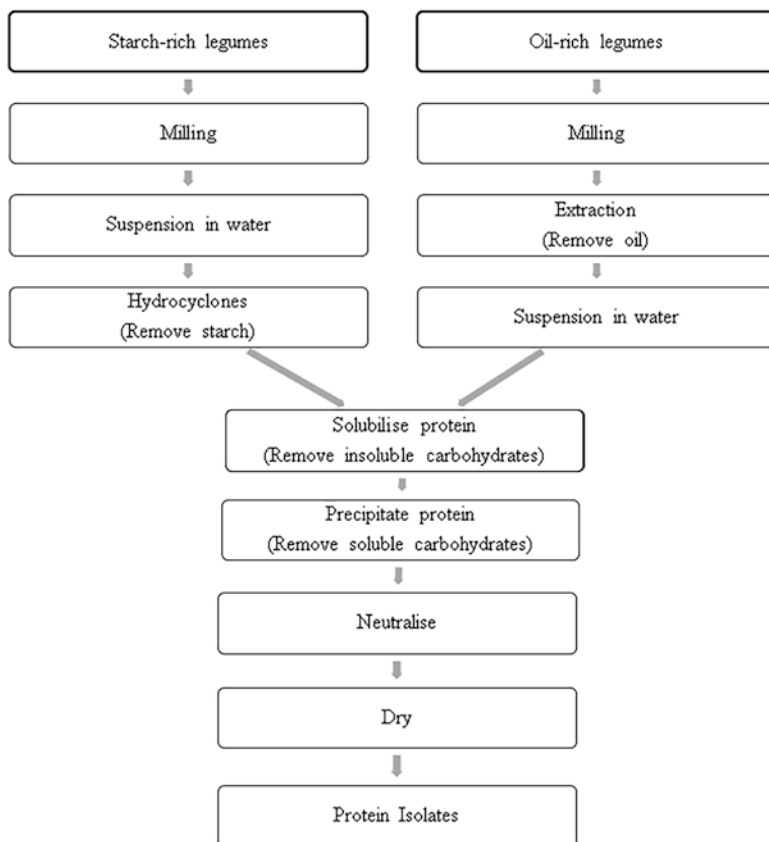 Starch-rich legumes
Milling
Suspension in water
Hydrocyclones
(Remove starch)
Oil-rich legumes
Milling
Extraction
(Remove oil)
Suspension in water
Solubilise protein
(Remove insoluble carbohydrates)
Precipitate protein
(Remove soluble carbohydrates)
Neutralise
Dry
Protein Isolates